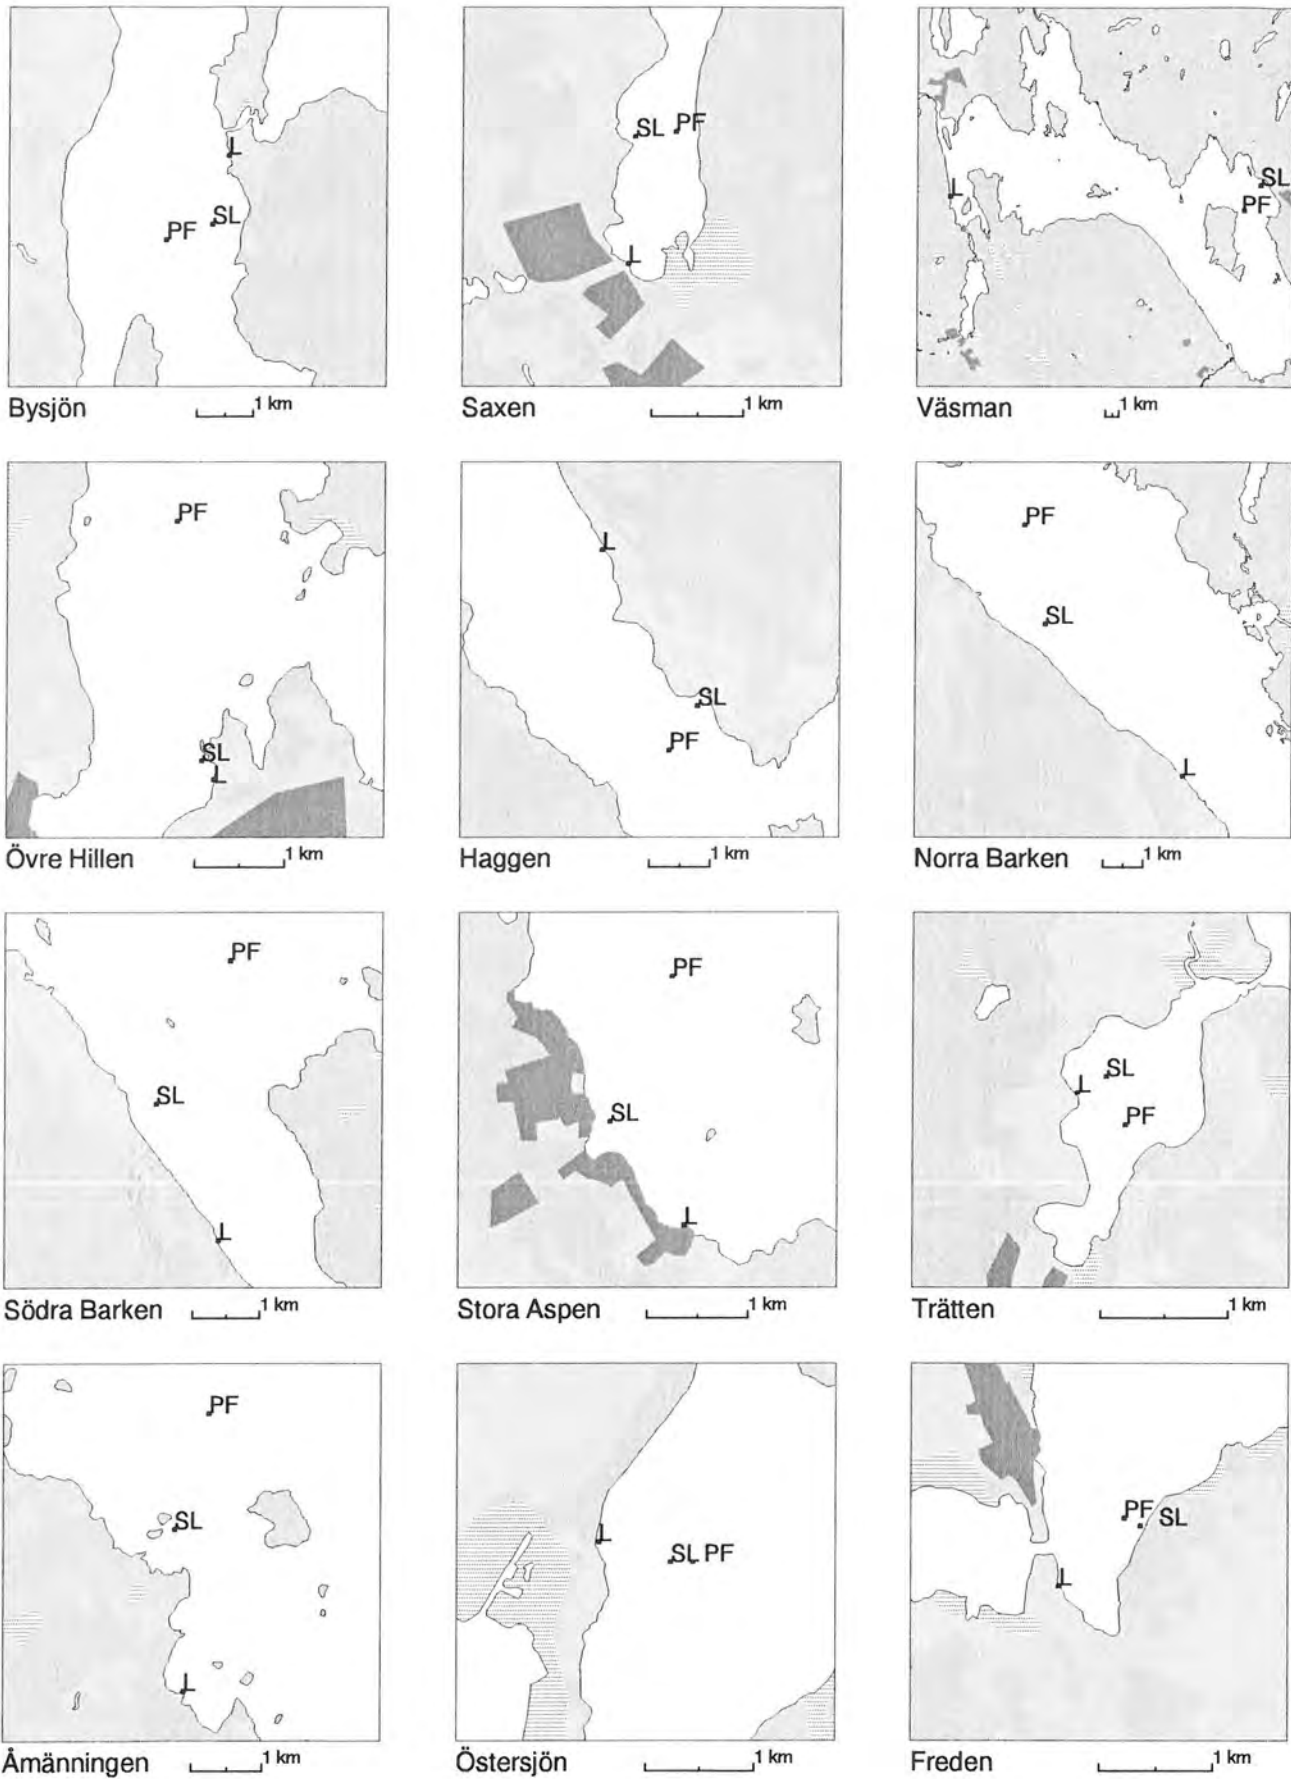 L
PF
SL
Bysjön
1 km
SL
PF
L
Saxen
1 km
L
SL
PF
Väsman
1 km
PF
SL
L
Övre Hillen
1 km
L
SL
PF
Haggen
1 km
PF
SL
L
Norra Barken
1 km
PF
SL
L
Södra Barken
1 km
PF
SL
L
Stora Aspen
1 km
SL
L
PF
Trätten
1 km
PF
SL
L
Åmänningen
1 km
L
SL PF
Östersjön
1 km
PF
SL
L
Freden
1 km